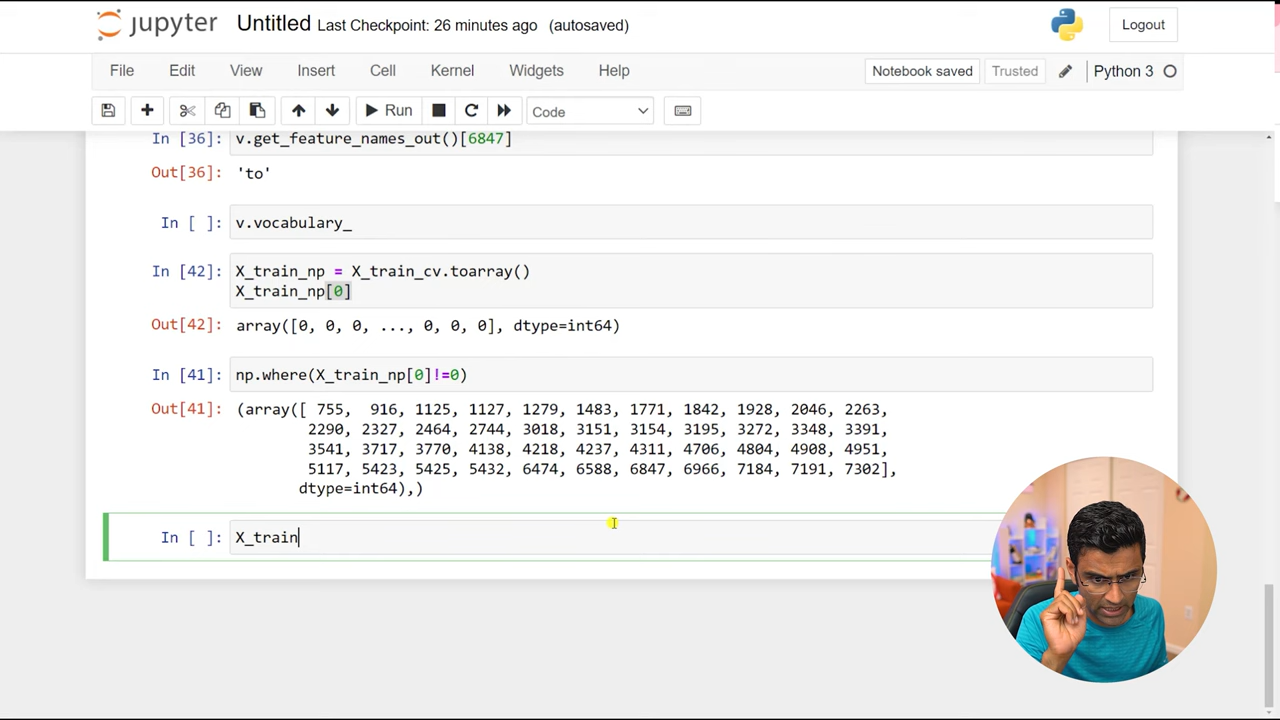 jupyter Untitled Last Checkpoint: 26 minutes ago (autosaved) Logout
File Edit View Insert Cell Kernel Widgets Help Notebook saved Trusted Python 3
Run Code
In [36]: v.get_feature_names_out()[6847]
Out[36]: 'to'
In [ ]: v.vocabulary_
In [42]: X_train_np = X_train_cv.toarray()
X_train_np[0]
Out[42]: array([0, 0, 0, ..., 0, 0, 0], dtype=int64)
In [41]: np.where(X_train_np[0]!=0)
Out[41]: (array([ 755, 916, 1125, 1127, 1279, 1483, 1771, 1842, 1928, 2046, 2263,
2290, 2327, 2464, 2744, 3018, 3151, 3154, 3195, 3272, 3348, 3391,
3541, 3717, 3770, 4138, 4218, 4237, 4311, 4706, 4804, 4908, 4951,
5117, 5423, 5425, 5432, 6474, 6588, 6847, 6966, 7184, 7191, 7302],
dtype=int64),)
In [ ]: X_train